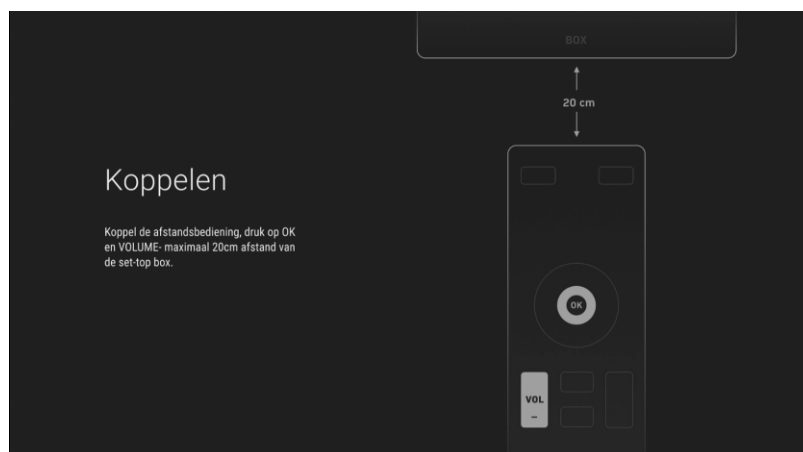 BOX
20 cm
Koppelen
Koppel de afstandsbediening, druk op OK
en VOLUME- maximaal 20cm afstand van
de set-top box.
OK
VOL
–